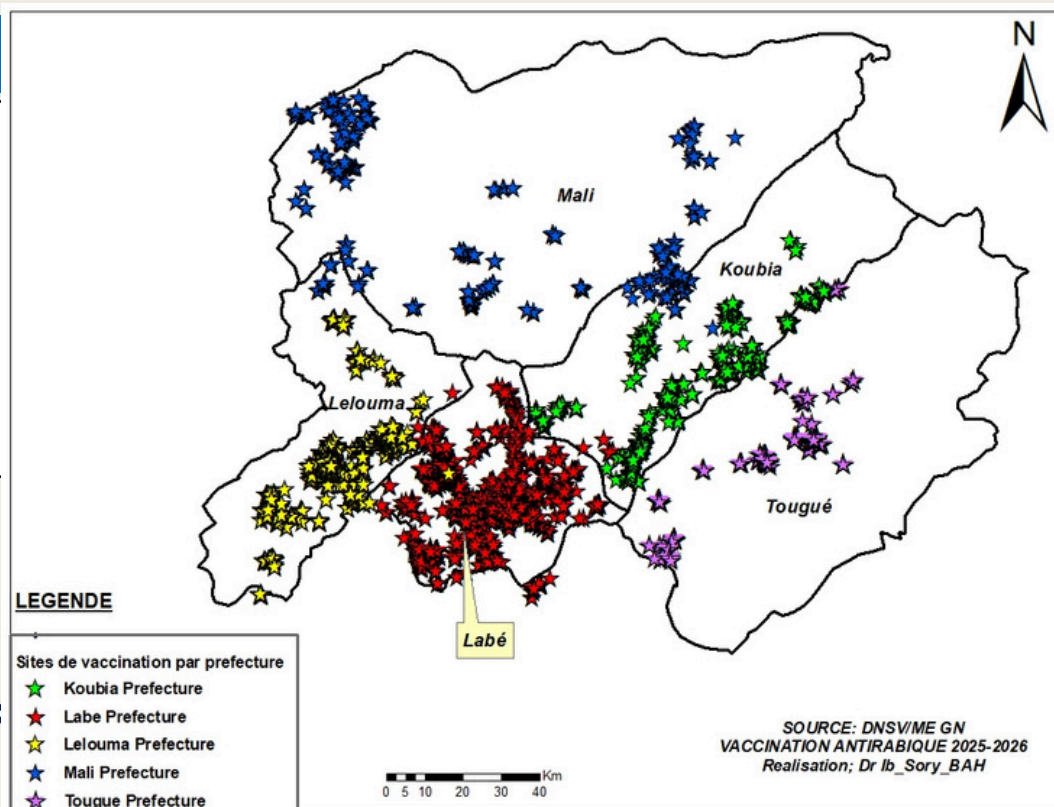 N
Mali
Koubia
Lelouma
Tougué
Labé
LEGENDE
Sites de vaccination par prefecture
Koubia Prefecture
Labe Prefecture
Lelouma Prefecture
Mali Prefecture
Tougue Prefecture
Km
0 5 10 20 30 40
SOURCE: DNSV/ME GN
VACCINATION ANTIRABIQUE 2025-2026
Realisation; Dr Ib_Sory_BAH